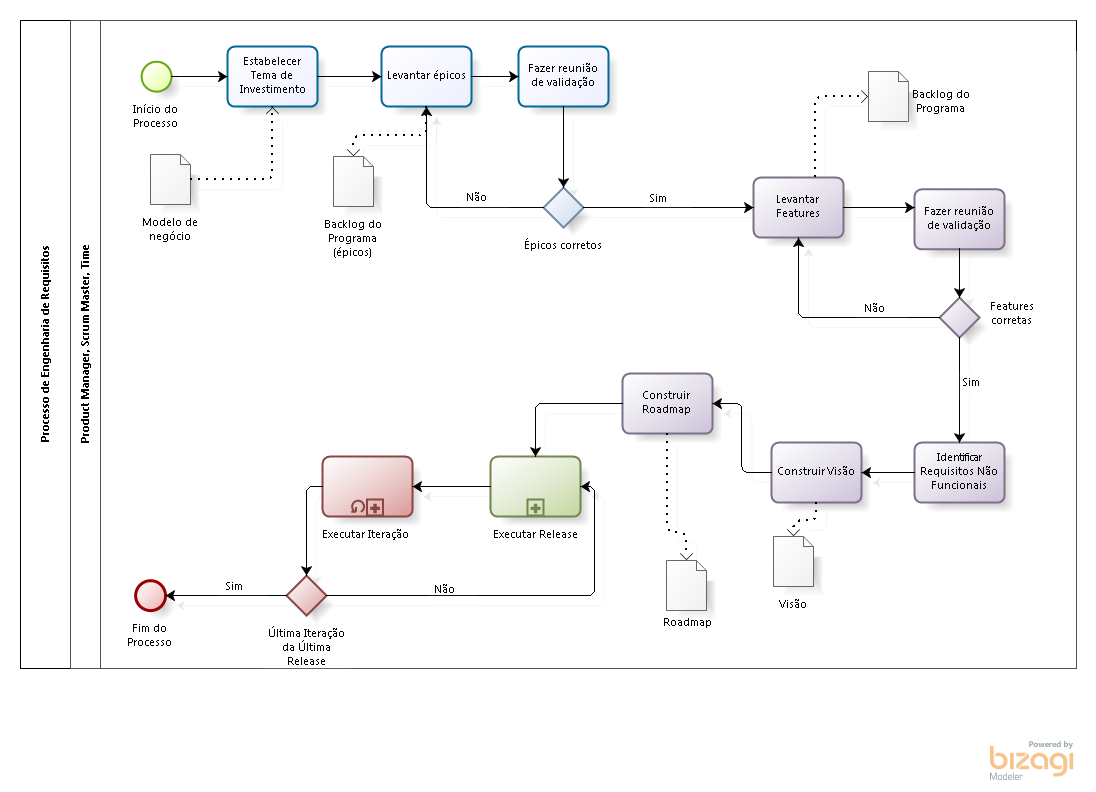 Processo de Engenharia de Requisitos
Product Manager, Scrum Master, Time
Início do
Processo
Estabelecer
Tema de
Investimento
Levantar épicos
Fazer reunião
de validação
Modelo de
negócio
Backlog do
Programa
(épicos)
Não
Épicos corretos
Sim
Levantar
Features
Backlog do
Programa
Fazer reunião
de validação
Não
Features
corretas
Sim
Identificar
Requisitos Não
Funcionais
Construir Visão
Visão
Construir
Roadmap
Roadmap
Executar Release
Executar Iteração
Não
Sim
Última Iteração
da Última
Release
Fim do
Processo
Powered by
bizagi
Modeler